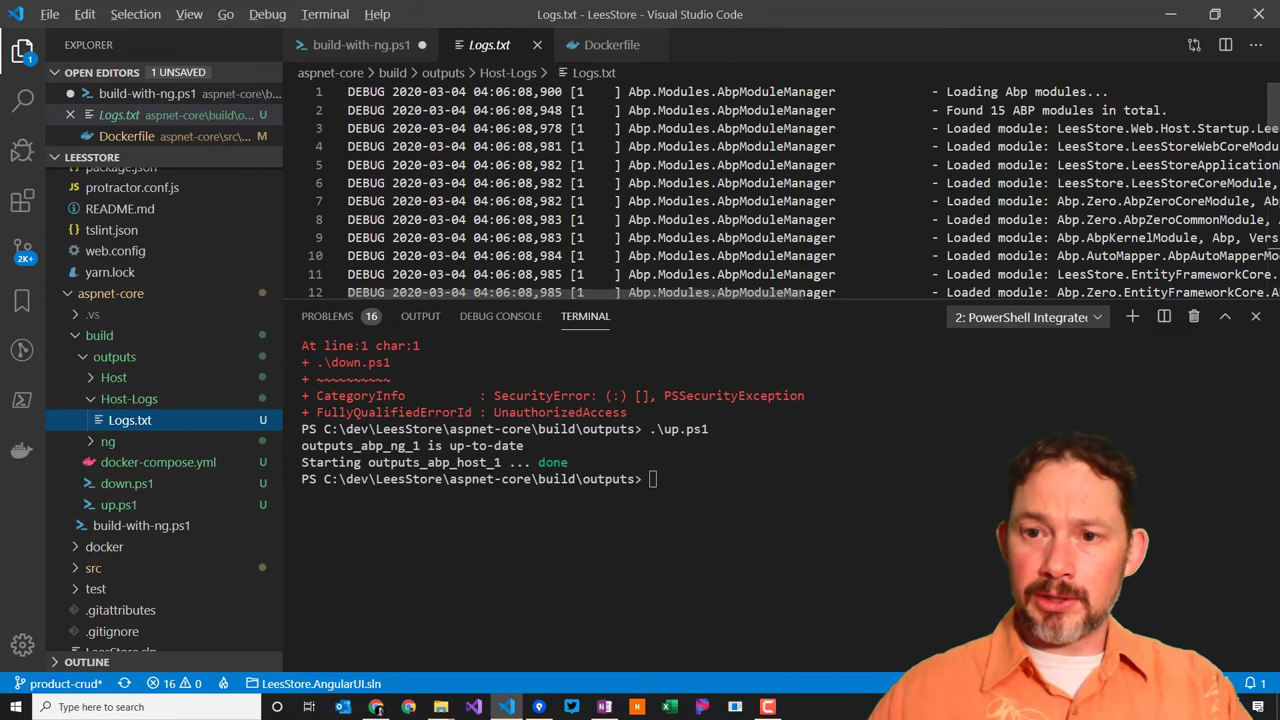 File Edit Selection View Go Debug Terminal Help
Logs.txt - LeesStore - Visual Studio Code
EXPLORER
OPEN EDITORS 1 UNSAVED
build-with-ng.ps1 aspnet-core\b...
Logs.txt aspnet-core\build\o... U
Dockerfile aspnet-core\src\... M
LEESSTORE
package.json
protractor.conf.js
README.md
tslint.json
web.config
yarn.lock
aspnet-core
.vs
build
outputs
Host
Host-Logs
Logs.txt U
ng
docker-compose.yml U
down.ps1 U
up.ps1 U
build-with-ng.ps1
docker
src
test
.gitattributes
.gitignore
LeesStore.sln
OUTLINE
1
2K+
build-with-ng.ps1
Logs.txt
Dockerfile
aspnet-core > build > outputs > Host-Logs > Logs.txt
1 DEBUG 2020-03-04 04:06:08,900 [1 ] Abp.Modules.AbpModuleManager - Loading Abp modules...
2 DEBUG 2020-03-04 04:06:08,948 [1 ] Abp.Modules.AbpModuleManager - Found 15 ABP modules in total.
3 DEBUG 2020-03-04 04:06:08,978 [1 ] Abp.Modules.AbpModuleManager - Loaded module: LeesStore.Web.Host.Startup.Lee
4 DEBUG 2020-03-04 04:06:08,981 [1 ] Abp.Modules.AbpModuleManager - Loaded module: LeesStore.LeesStoreWebCoreModu
5 DEBUG 2020-03-04 04:06:08,982 [1 ] Abp.Modules.AbpModuleManager - Loaded module: LeesStore.LeesStoreApplication
6 DEBUG 2020-03-04 04:06:08,982 [1 ] Abp.Modules.AbpModuleManager - Loaded module: LeesStore.LeesStoreCoreModule,
7 DEBUG 2020-03-04 04:06:08,982 [1 ] Abp.Modules.AbpModuleManager - Loaded module: Abp.Zero.AbpZeroCoreModule, Ab
8 DEBUG 2020-03-04 04:06:08,983 [1 ] Abp.Modules.AbpModuleManager - Loaded module: Abp.Zero.AbpZeroCommonModule, 
9 DEBUG 2020-03-04 04:06:08,983 [1 ] Abp.Modules.AbpModuleManager - Loaded module: Abp.AbpKernelModule, Abp, Vers
10 DEBUG 2020-03-04 04:06:08,984 [1 ] Abp.Modules.AbpModuleManager - Loaded module: Abp.AutoMapper.AbpAutoMapperMo
11 DEBUG 2020-03-04 04:06:08,985 [1 ] Abp.Modules.AbpModuleManager - Loaded module: LeesStore.EntityFrameworkCore.
12 DEBUG 2020-03-04 04:06:08,985 [1 ] Abp.Modules.AbpModuleManager - Loaded module: Abp.Zero.EntityFrameworkCore.A
PROBLEMS 16 OUTPUT DEBUG CONSOLE TERMINAL
2: PowerShell Integrated
At line:1 char:1
+ .\down.ps1
+ ~~~~~~~~~~
+ CategoryInfo : SecurityError: (:) [], PSSecurityException
+ FullyQualifiedErrorId : UnauthorizedAccess
PS C:\dev\LeesStore\aspnet-core\build\outputs> .\up.ps1
outputs_abp_ng_1 is up-to-date
Starting outputs_abp_host_1 ... done
PS C:\dev\LeesStore\aspnet-core\build\outputs>
product-crud* 16 0 LeesStore.AngularUI.sln 1
Type here to search